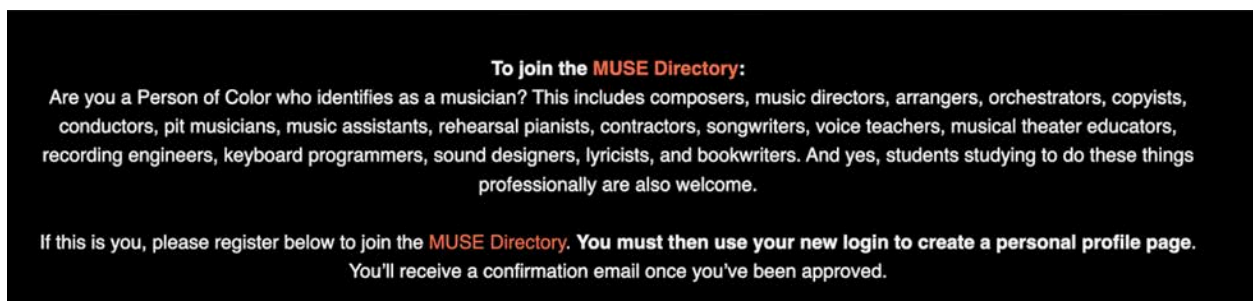 To join the MUSE Directory:
Are you a Person of Color who identifies as a musician? This includes composers, music directors, arrangers, orchestrators, copyists,
conductors, pit musicians, music assistants, rehearsal pianists, contractors, songwriters, voice teachers, musical theater educators,
recording engineers, keyboard programmers, sound designers, lyricists, and bookwriters. And yes, students studying to do these things
professionally are also welcome.
If this is you, please register below to join the MUSE Directory. You must then use your new login to create a personal profile page.
You'll receive a confirmation email once you've been approved.